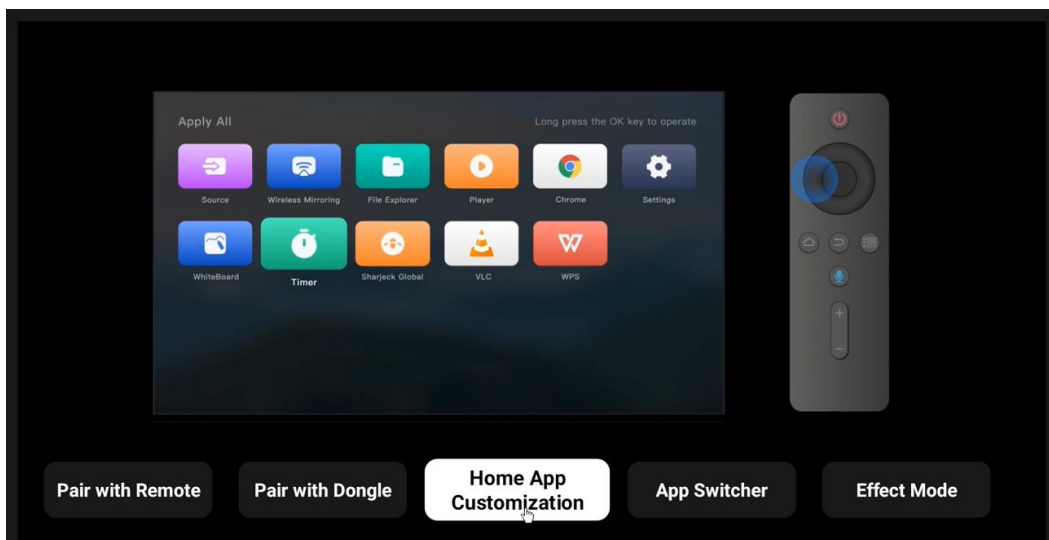 Apply All
Long press the OK key to operate
Source
Wireless Mirroring
File Explorer
Player
Chrome
Settings
WhiteBoard
Timer
Sharjeck Global
VLC
WPS
Pair with Remote
Pair with Dongle
Home App
Customization
App Switcher
Effect Mode